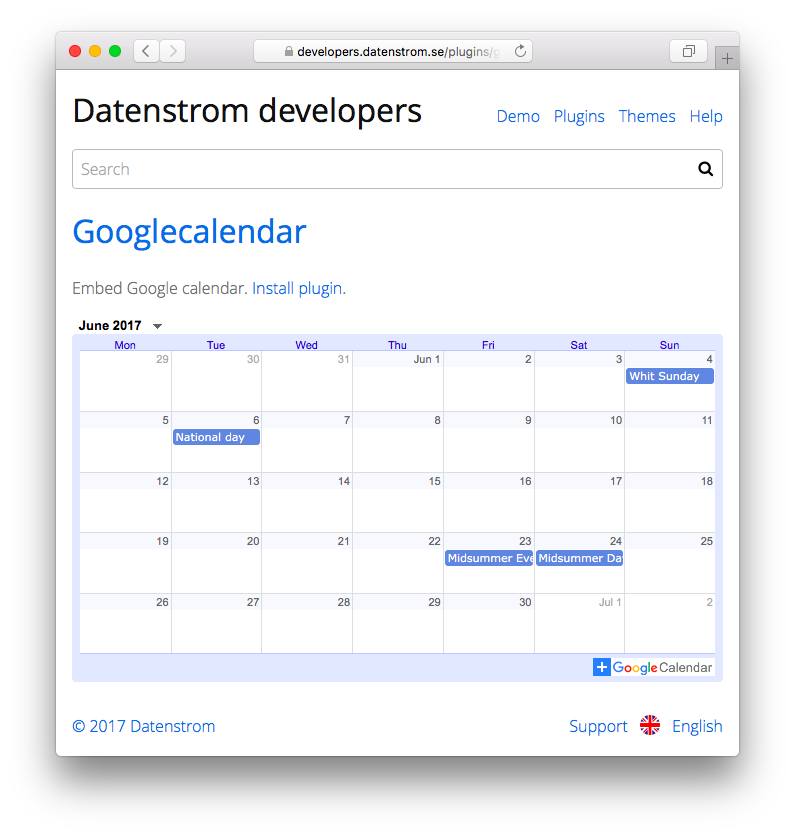 developers.datenstrom.se/plugins/g
Datenstrom developers
Demo Plugins Themes Help
Search
Googlecalendar
Embed Google calendar. Install plugin.
June 2017
Mon Tue Wed Thu Fri Sat Sun
29 30 31 Jun 1 2 3 4
Whit Sunday
5 6 7 8 9 10 11
National day
12 13 14 15 16 17 18
19 20 21 22 23 24 25
Midsummer Eve Midsummer Da
26 27 28 29 30 Jul 1 2
Google Calendar
© 2017 Datenstrom
Support English